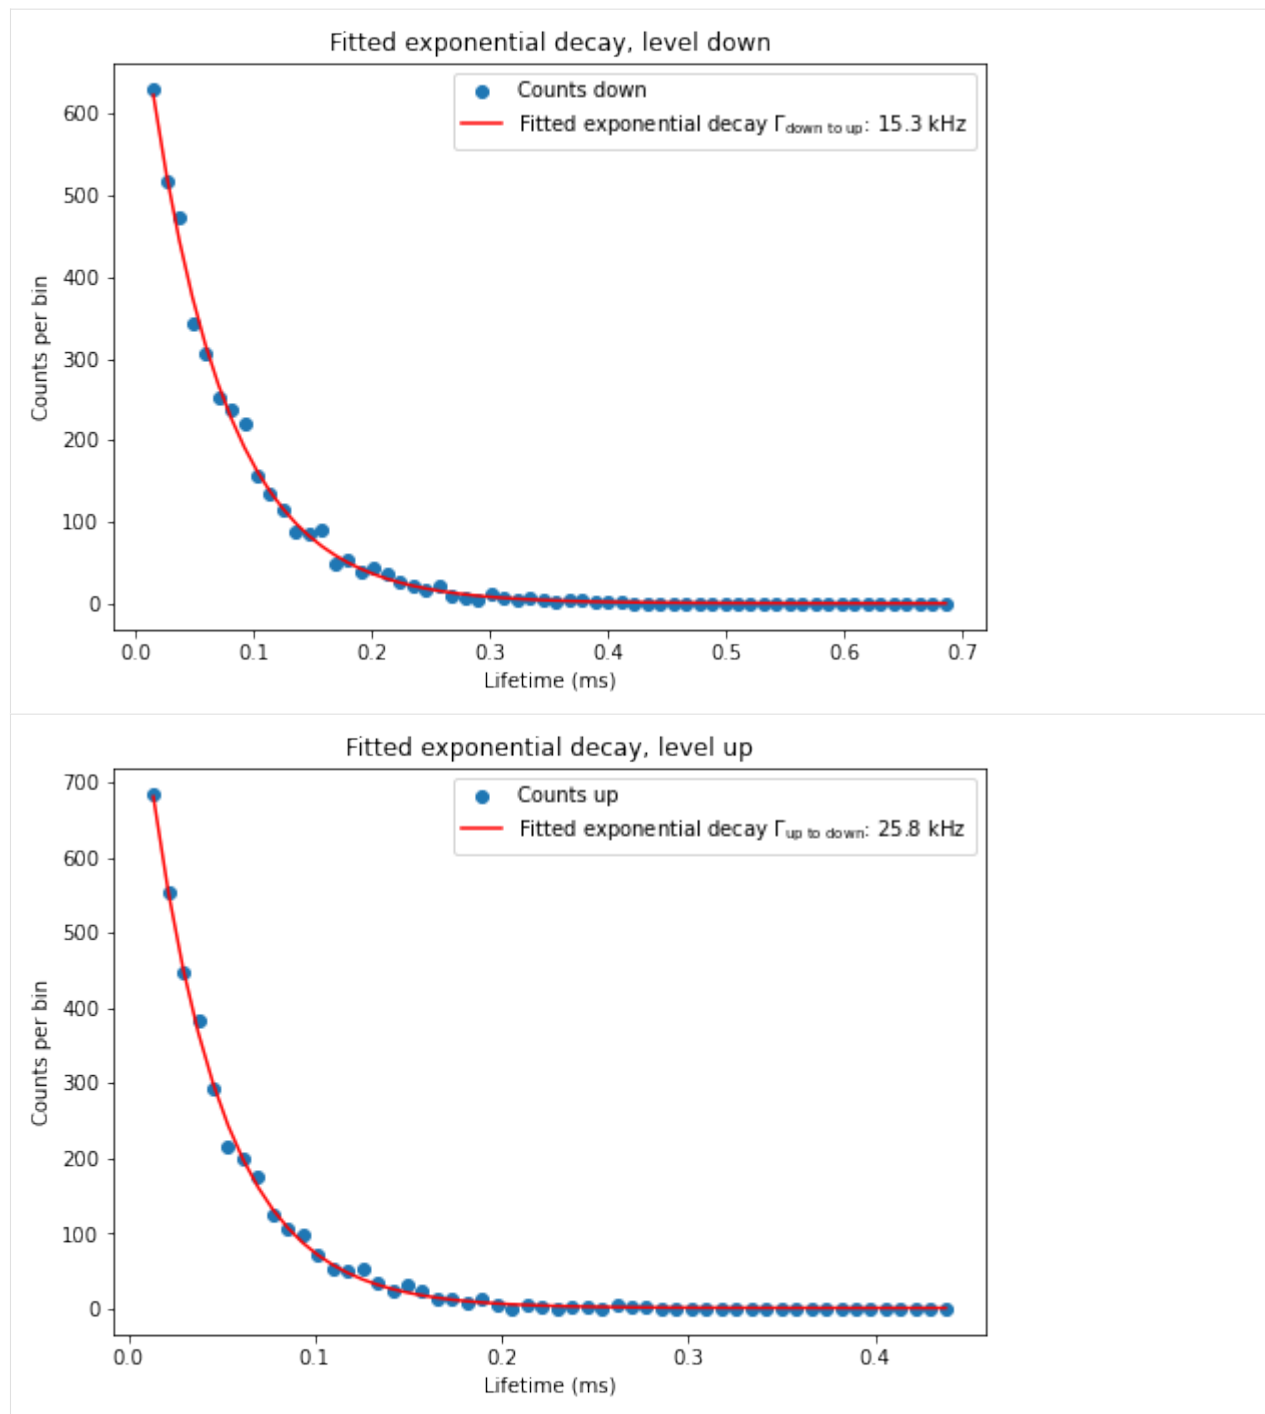 Fitted exponential decay, level down
Counts down
Fitted exponential decay Γdown to up: 15.3 kHz
Counts per bin
600
500
400
300
200
100
0
0.0 0.1 0.2 0.3 0.4 0.5 0.6 0.7
Lifetime (ms)
Fitted exponential decay, level up
Counts up
Fitted exponential decay Γup to down: 25.8 kHz
Counts per bin
700
600
500
400
300
200
100
0
0.0 0.1 0.2 0.3 0.4
Lifetime (ms)